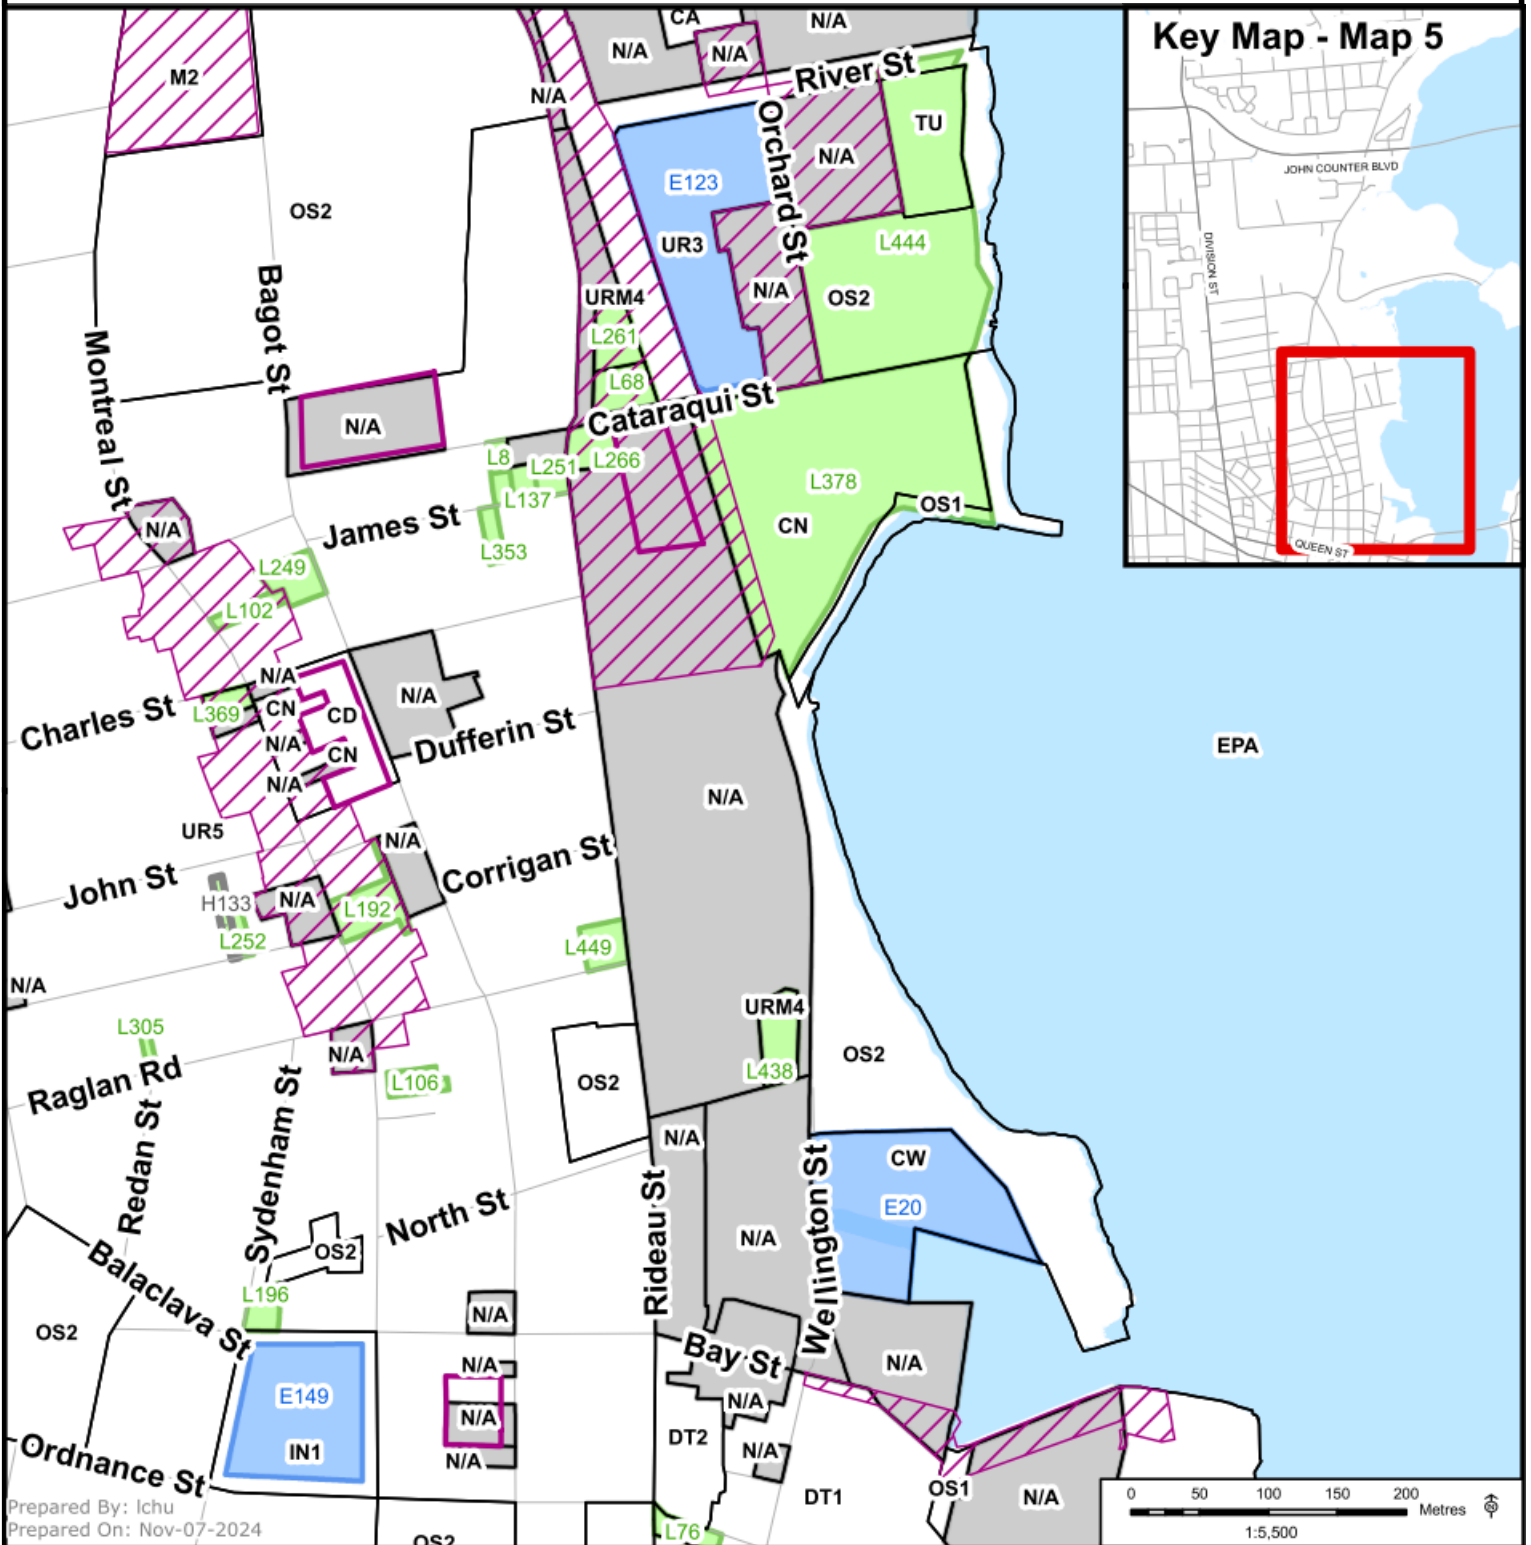 CA
N/A
N/A
N/A
River St
Key Map - Map 5
M2
N/A
Orchard St
TU
JOHN COUNTER BLVD
N/A
E123
OS2
DIVISION ST
L444
UR3
Bagot St
N/A
OS2
URM4
Montreal St
L261
L68
Cataraqui St
N/A
L8
L251
L266
L137
L378
OS1
CN
James St
N/A
L353
QUEEN ST
L249
L102
N/A
N/A
CN
L369
CD
Charles St
Dufferin St
N/A
CN
EPA
N/A
N/A
UR5
N/A
Corrigan St
John St
N/A
H133
L192
L252
L449
N/A
URM4
L305
N/A
OS2
Raglan Rd
L438
L106
OS2
Redan St
Sydenham St
N/A
CW
Wellington St
E20
North St
Rideau St
N/A
OS2
Balaclava St
L196
N/A
OS2
Bay St
N/A
N/A
E149
N/A
N/A
DT2
IN1
N/A
N/A
Ordnance St
DT1
OS1
N/A
0 50 100 150 200
Metres
N
1:5,500
Prepared By: lchu
Prepared On: Nov-07-2024
L76
OS2